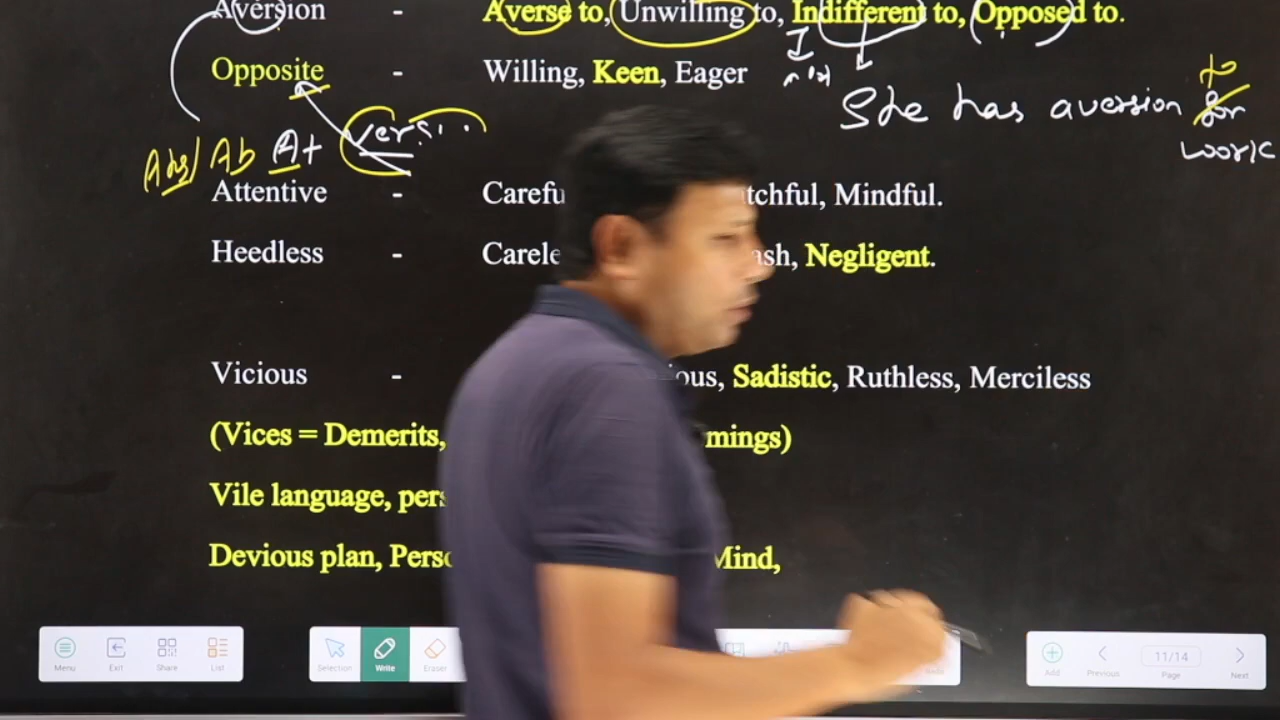 Aversion - Averse to, Unwilling to, Indifferent to, Opposed to.
Opposite - Willing, Keen, Eager
She has aversion for to
work
Ab A+ vers..
Attentive - Carefu tchful, Mindful.
Heedless - Carele ash, Negligent.
Vicious - ious, Sadistic, Ruthless, Merciless
(Vices = Demerits, mings)
Vile language, pers
Devious plan, Perso Mind,
Menu Exit Share List Selection Write Eraser Add Previous 11/14 Page Next